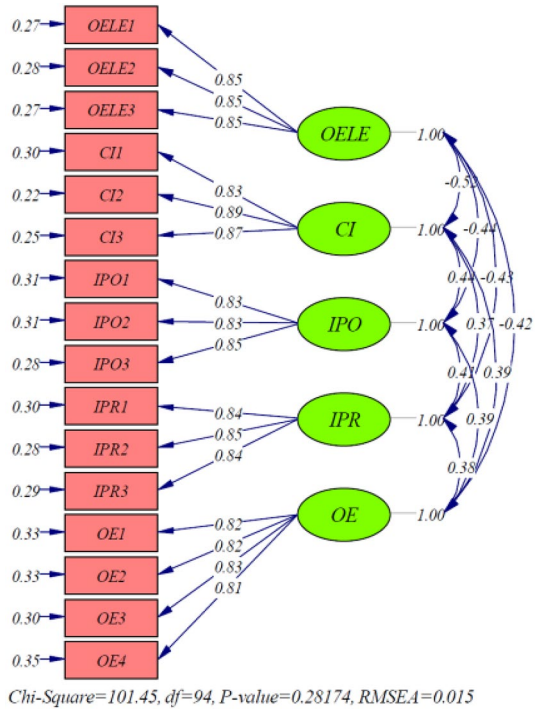 0.27 OELE1
0.28 OELE2
0.85
0.85
0.27 OELE3
0.85
OELE 1.00
0.30 CI1
-0.53
0.83
0.22 CI2
0.89
CI 1.00 -0.44
0.25 CI3
0.87
0.31 IPO1
0.44 -0.43
0.83
0.31 IPO2
0.83
IPO 1.00 0.37 -0.42
0.28 IPO3
0.85
0.41 0.39
0.30 IPR1
0.84
IPR 1.00 0.39
0.28 IPR2
0.85
0.84
0.29 IPR3
0.38
0.33 OE1
0.82
OE 1.00
0.33 OE2
0.82
0.83
0.30 OE3
0.81
0.35 OE4
Chi-Square=101.45, df=94, P-value=0.28174, RMSEA=0.015